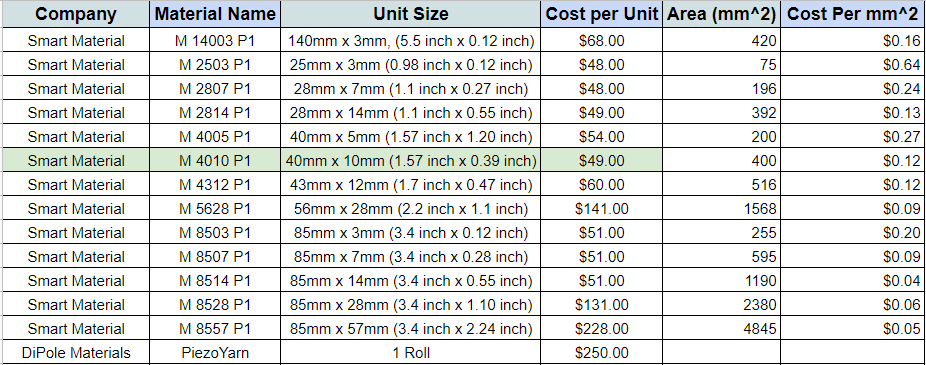 Company Material Name Unit Size Cost per Unit Area (mm^2) Cost Per mm^2
Smart Material M 14003 P1 140mm x 3mm, (5.5 inch x 0.12 inch) $68.00 420 $0.16
Smart Material M 2503 P1 25mm x 3mm (0.98 inch x 0.12 inch) $48.00 75 $0.64
Smart Material M 2807 P1 28mm x 7mm (1.1 inch x 0.27 inch) $48.00 196 $0.24
Smart Material M 2814 P1 28mm x 14mm (1.1 inch x 0.55 inch) $49.00 392 $0.13
Smart Material M 4005 P1 40mm x 5mm (1.57 inch x 1.20 inch) $54.00 200 $0.27
Smart Material M 4010 P1 40mm x 10mm (1.57 inch x 0.39 inch) $49.00 400 $0.12
Smart Material M 4312 P1 43mm x 12mm (1.7 inch x 0.47 inch) $60.00 516 $0.12
Smart Material M 5628 P1 56mm x 28mm (2.2 inch x 1.1 inch) $141.00 1568 $0.09
Smart Material M 8503 P1 85mm x 3mm (3.4 inch x 0.12 inch) $51.00 255 $0.20
Smart Material M 8507 P1 85mm x 7mm (3.4 inch x 0.28 inch) $51.00 595 $0.09
Smart Material M 8514 P1 85mm x 14mm (3.4 inch x 0.55 inch) $51.00 1190 $0.04
Smart Material M 8528 P1 85mm x 28mm (3.4 inch x 1.10 inch) $131.00 2380 $0.06
Smart Material M 8557 P1 85mm x 57mm (3.4 inch x 2.24 inch) $228.00 4845 $0.05
DiPole Materials PiezoYarn 1 Roll $250.00